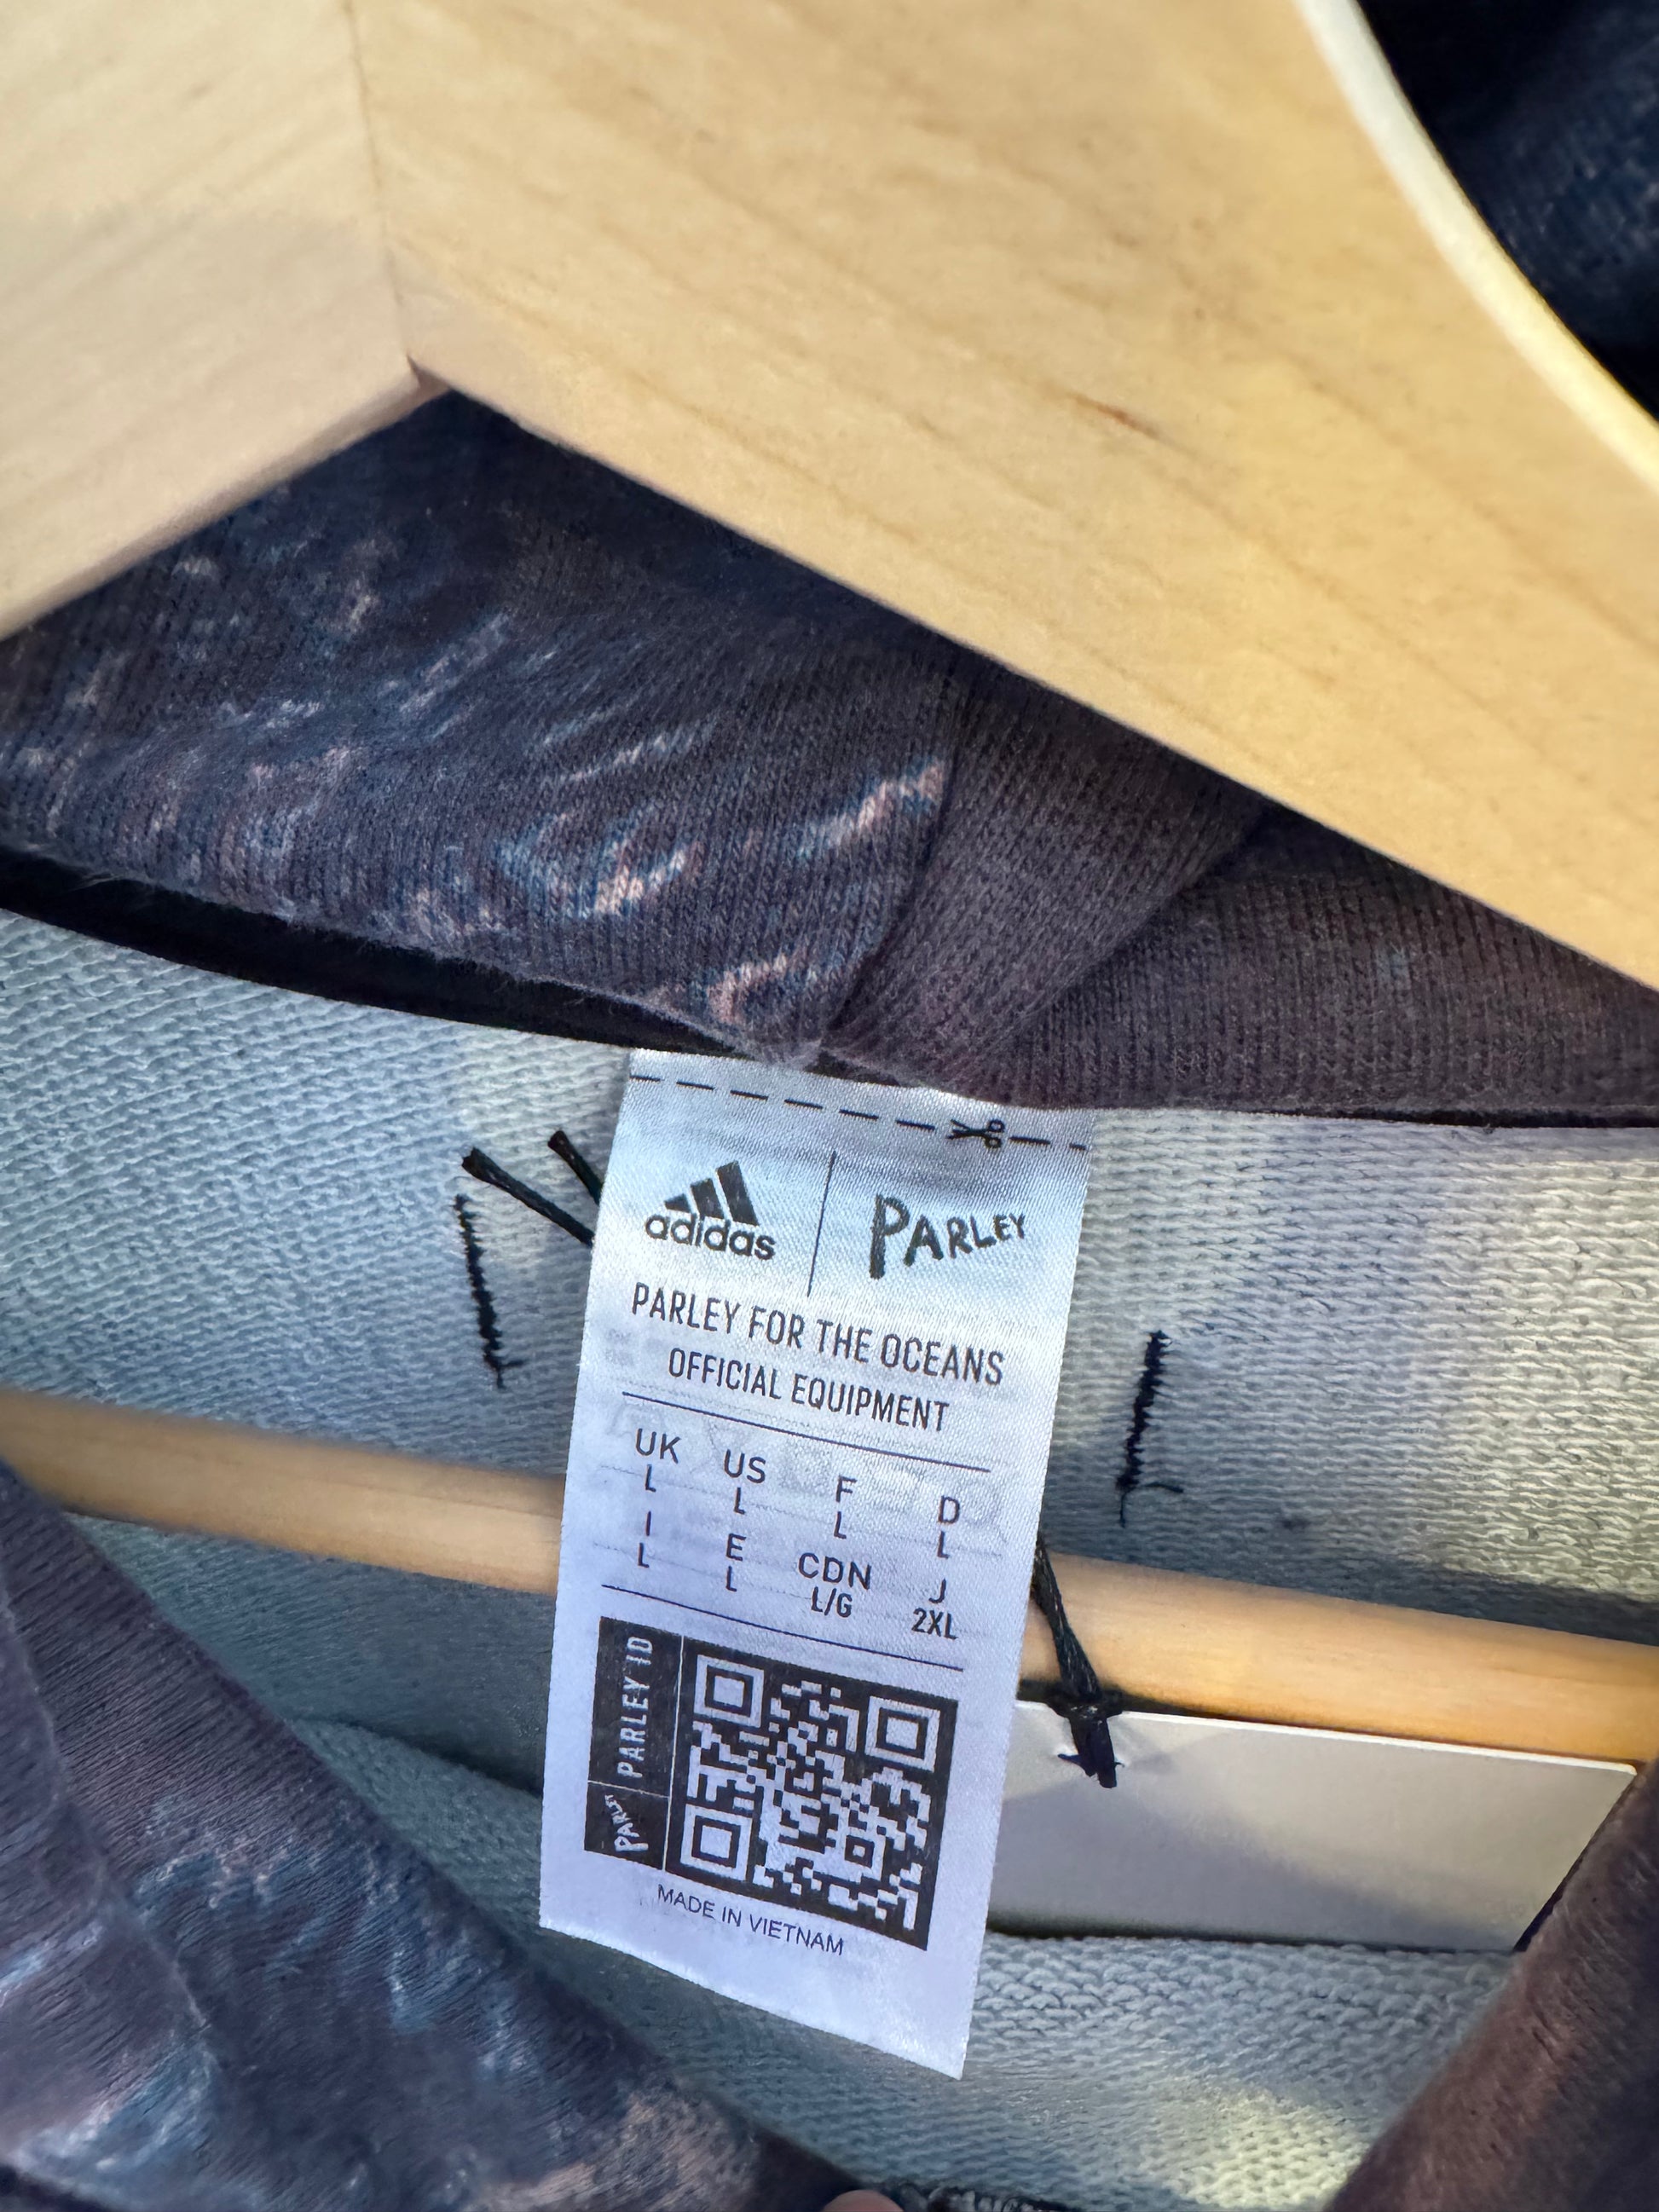 adidas
PARLEY
PARLEY FOR THE OCEANS
OFFICIAL EQUIPMENT
UK US F D
L L L L
I E CDN J
L L L/G 2XL
PARLEY | PARLEY ID
MADE IN VIETNAM